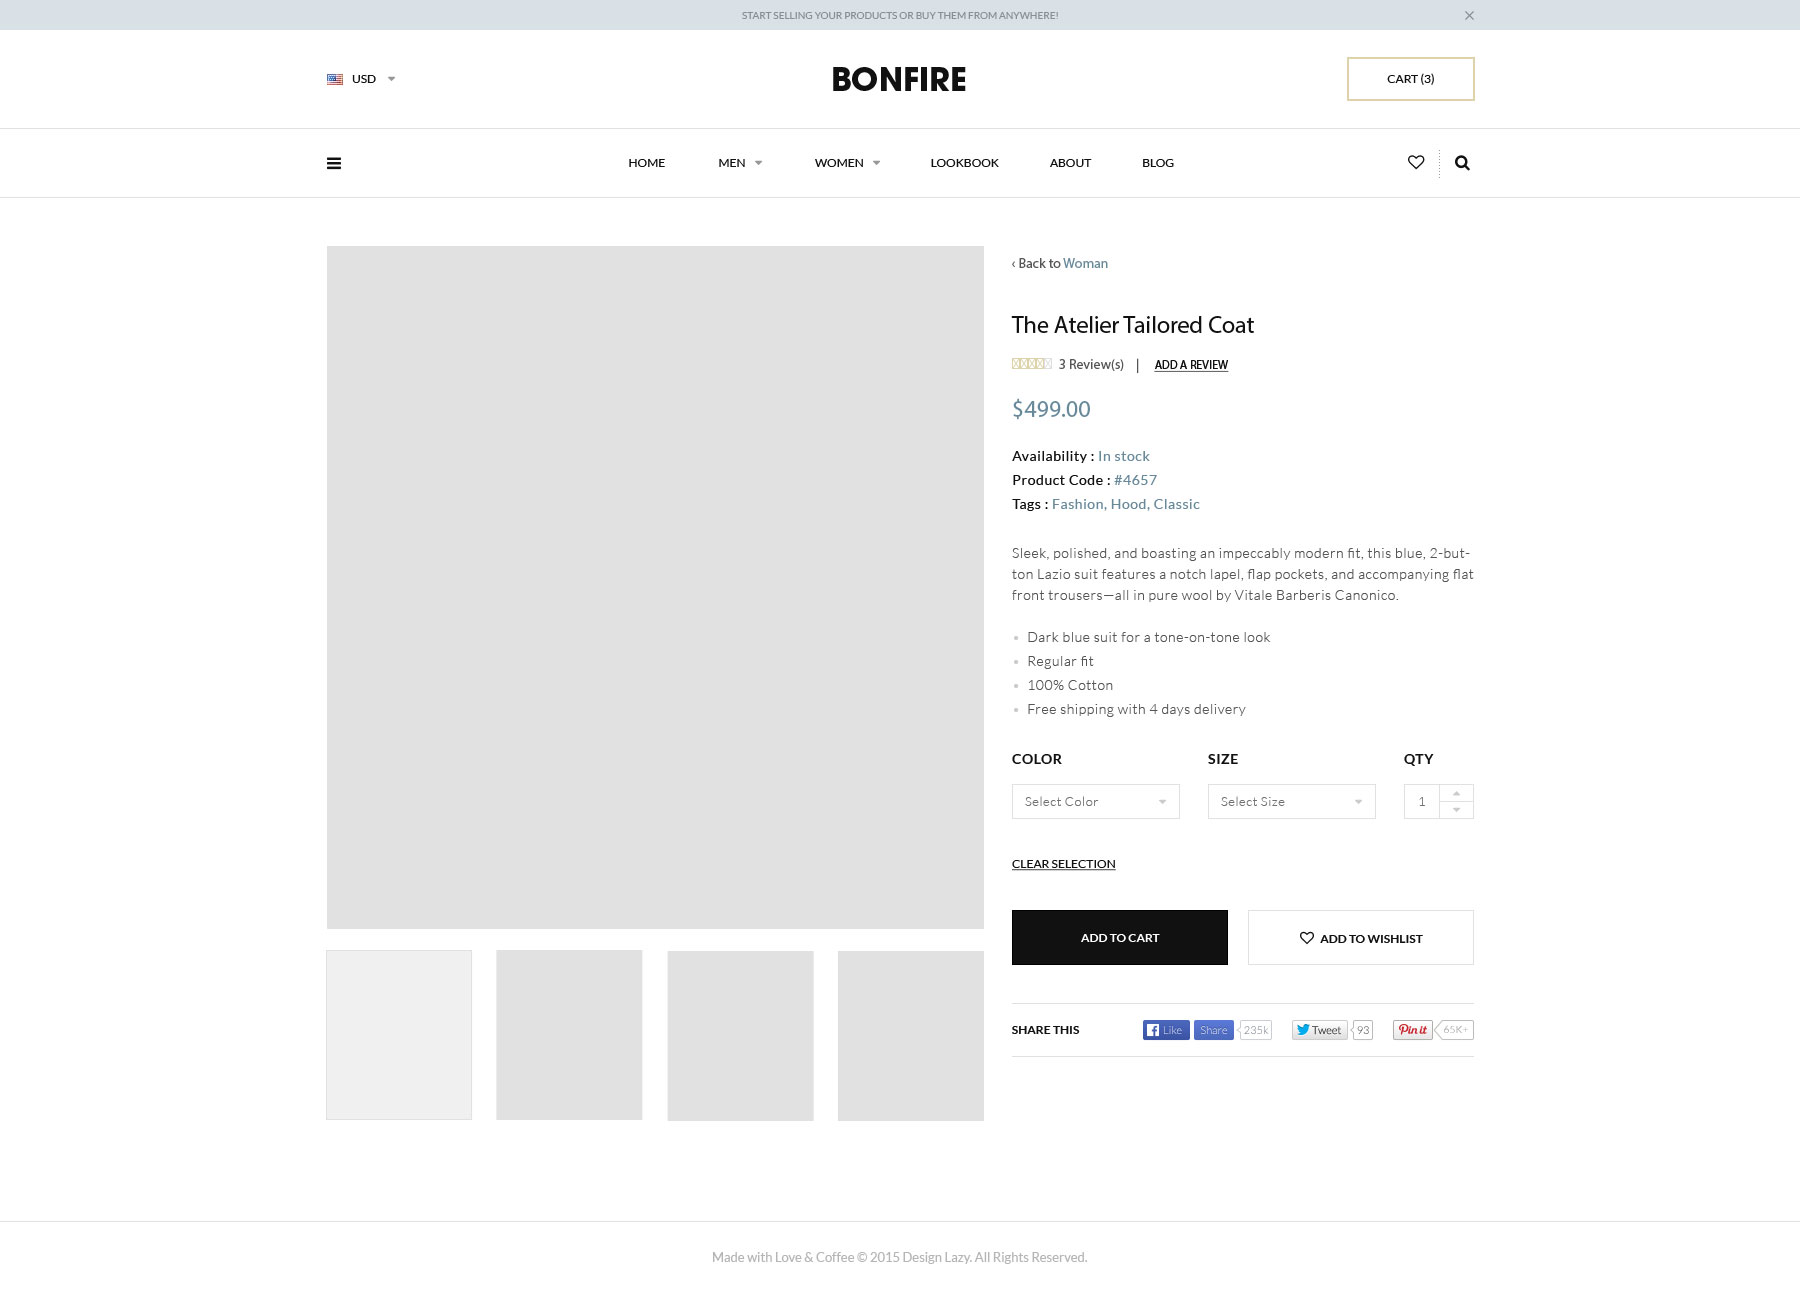 START SELLING YOUR PRODUCTS OR BUY THEM FROM ANYWHERE!
USD
BONFIRE
CART (3)
HOME MEN WOMEN LOOKBOOK ABOUT BLOG
‹ Back to Woman
The Atelier Tailored Coat
3 Review(s) | ADD A REVIEW
$499.00
Availability : In stock
Product Code : #4657
Tags : Fashion, Hood, Classic
Sleek, polished, and boasting an impeccably modern fit, this blue, 2-but-
ton Lazio suit features a notch lapel, flap pockets, and accompanying flat
front trousers—all in pure wool by Vitale Barberis Canonico.
• Dark blue suit for a tone-on-tone look
• Regular fit
• 100% Cotton
• Free shipping with 4 days delivery
COLOR SIZE QTY
Select Color Select Size 1
CLEAR SELECTION
ADD TO CART ADD TO WISHLIST
SHARE THIS Like Share 235k Tweet 93 Pin it 65K+
Made with Love & Coffee © 2015 Design Lazy. All Rights Reserved.